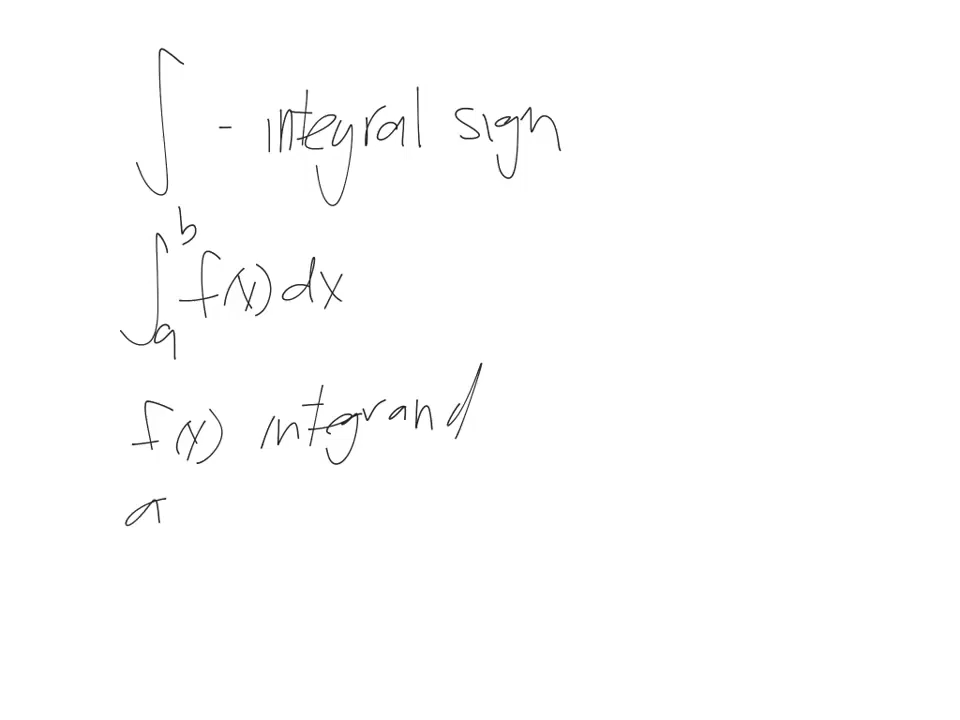 ∫ - integral sign
∫ₐᵇ f(x) dx
f(x) integrand
a